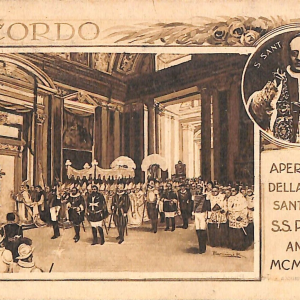 CORDO
S. SANT
APER
DELLA
SANT
S.S. P
AN
MCM